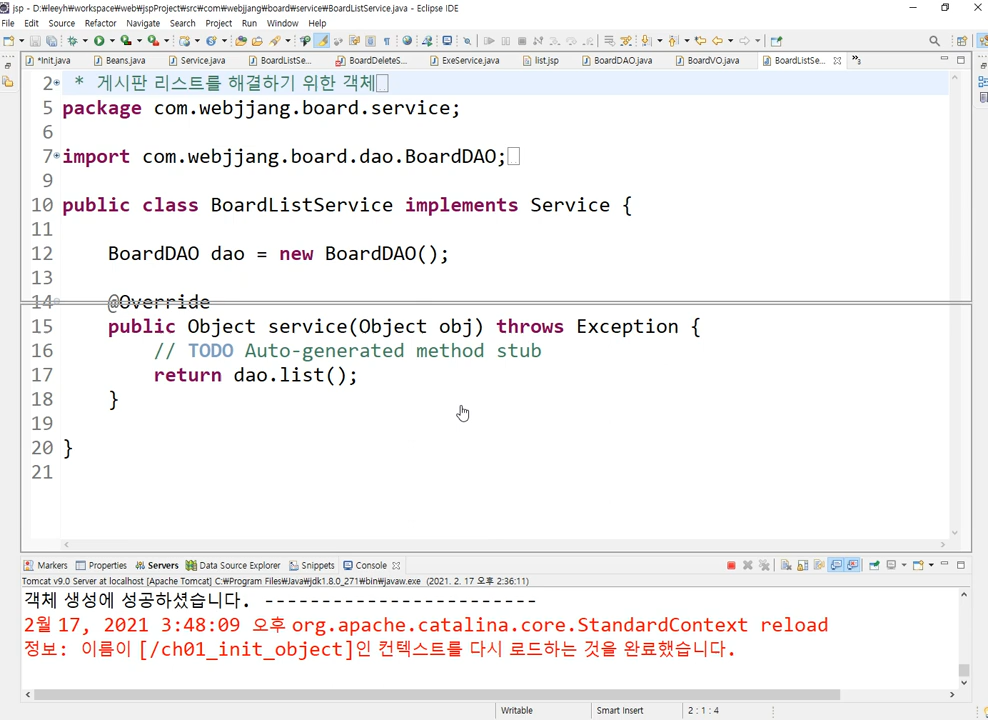 jsp - D:￦leeyh￦workspace￦web￦jspProject￦src￦com￦webjjang￦board￦service￦BoardListService.java - Eclipse IDE
File Edit Source Refactor Navigate Search Project Run Window Help
*Init.java Beans.java Service.java BoardListSe... BoardDeleteS... ExeService.java list.jsp BoardDAO.java BoardVO.java BoardListSe... »₃
2 * 게시판 리스트를 해결하기 위한 객체
5 package com.webjjang.board.service;
6
7 import com.webjjang.board.dao.BoardDAO;
9
10 public class BoardListService implements Service {
11
12 BoardDAO dao = new BoardDAO();
13
14 @Override
15 public Object service(Object obj) throws Exception {
16 // TODO Auto-generated method stub
17 return dao.list();
18 }
19
20 }
21
Markers Properties Servers Data Source Explorer Snippets Console
Tomcat v9.0 Server at localhost [Apache Tomcat] C:￦Program Files￦Java￦jdk1.8.0_271￦bin￦javaw.exe (2021. 2. 17 오후 2:36:11)
객체 생성에 성공하셨습니다. ------------------------
2월 17, 2021 3:48:09 오후 org.apache.catalina.core.StandardContext reload
정보: 이름이 [/ch01_init_object]인 컨텍스트를 다시 로드하는 것을 완료했습니다.
Writable Smart Insert 2 : 1 : 4